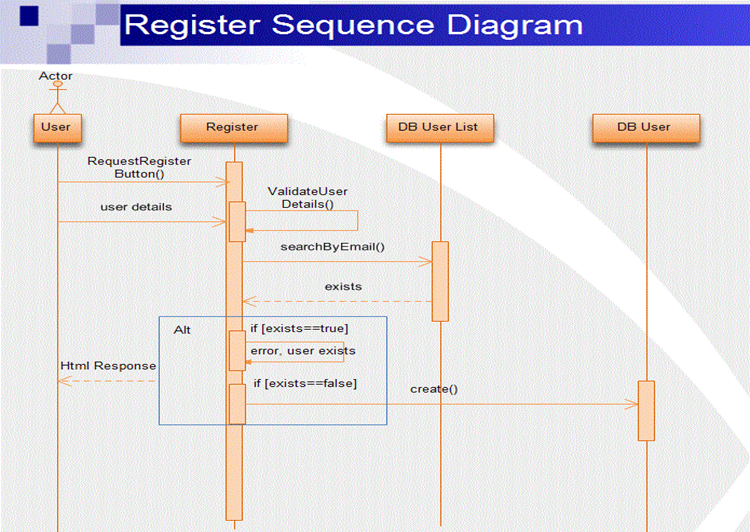 Register Sequence Diagram
Actor
User
Register
DB User List
DB User
RequestRegister
Button()
ValidateUser
Details()
user details
searchByEmail()
exists
Alt
if [exists==true]
error, user exists
Html Response
if [exists==false]
create()